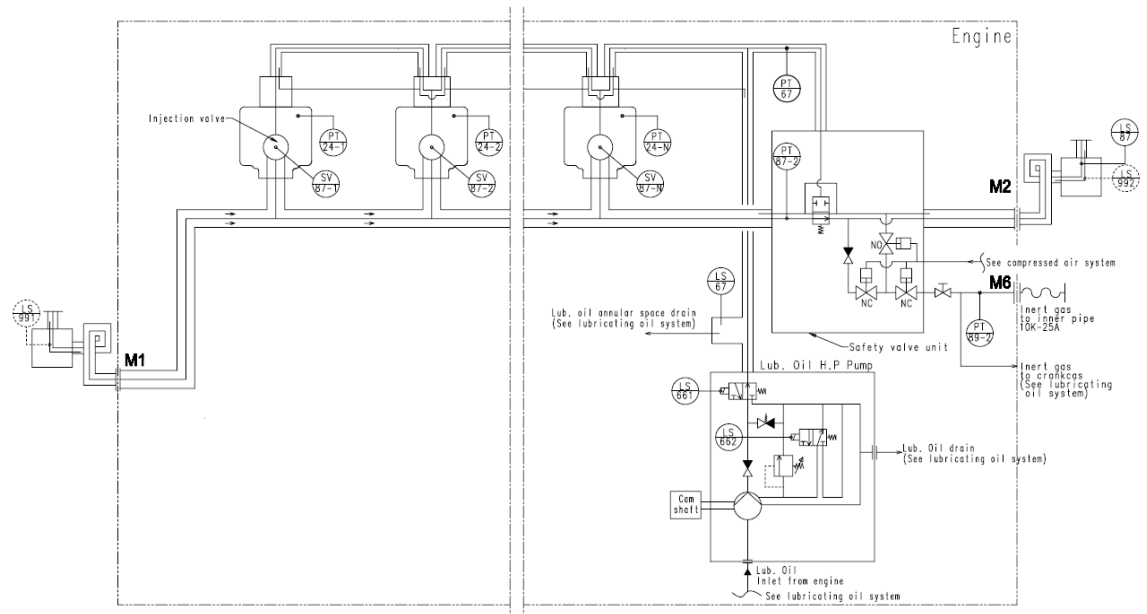 Engine
Injection valve
PT
24-1
PT
24-2
PT
24-N
PT
67
SV
87-1
SV
87-2
SV
87-N
PT
87-2
LS
87
LS
992
M2
NO
NC
NC
See compressed air system
M6
Inert gas
to inner pipe
10K-25A
PT
89-2
Inert gas
to crankcas
(See lubricating
oil system)
LS
67
Lub. oil annular space drain
(See lubricating oil system)
Safety valve unit
LS
991
M1
Lub. Oil H.P Pump
LS
661
LS
662
Lub. Oil drain
(See lubricating oil system)
Cam
shaft
Lub. Oil
Inlet from engine
See lubricating oil system